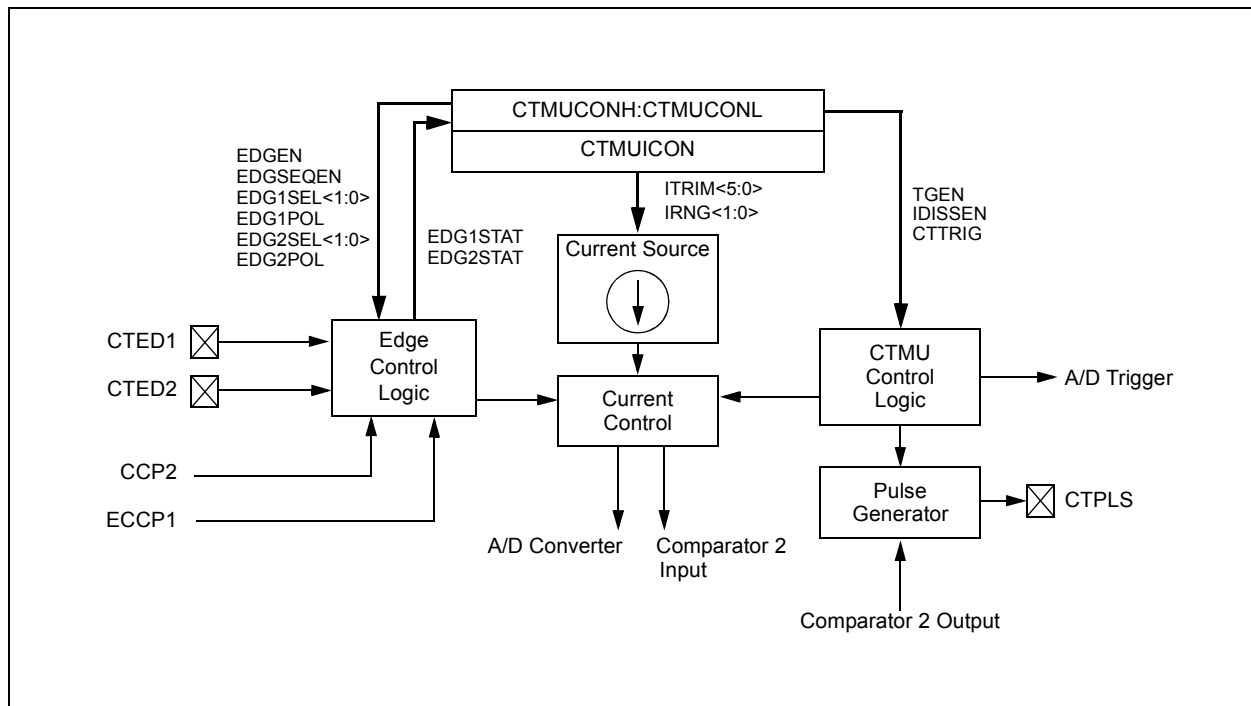 CTMUCONH:CTMUCONL
CTMUICON
EDGEN
EDGSEQEN
EDG1SEL<1:0>
EDG1POL
EDG2SEL<1:0>
EDG2POL
EDG1STAT
EDG2STAT
ITRIM<5:0>
IRNG<1:0>
TGEN
IDISSEN
CTTRIG
Current Source
CTED1
CTED2
Edge
Control
Logic
Current
Control
CTMU
Control
Logic
A/D Trigger
CCP2
ECCP1
Pulse
Generator
CTPLS
A/D Converter
Comparator 2
Input
Comparator 2 Output